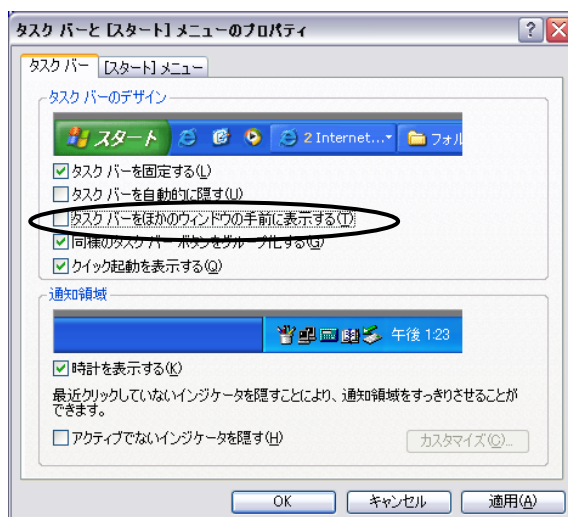 タスク バーと [スタート] メニューのプロパティ
タスク バー
[スタート] メニュー
タスク バーのデザイン
スタート
2 Internet...
フォル
タスク バーを固定する(L)
タスク バーを自動的に隠す(U)
タスク バーをほかのウィンドウの手前に表示する(T)
同様のタスク バー ボタンをグループ化する(G)
クイック起動を表示する(Q)
通知領域
午後 1:23
時計を表示する(K)
最近クリックしていないインジケータを隠すことにより、通知領域をすっきりさせることが
できます。
アクティブでないインジケータを隠す(H)
カスタマイズ(C)...
OK
キャンセル
適用(A)